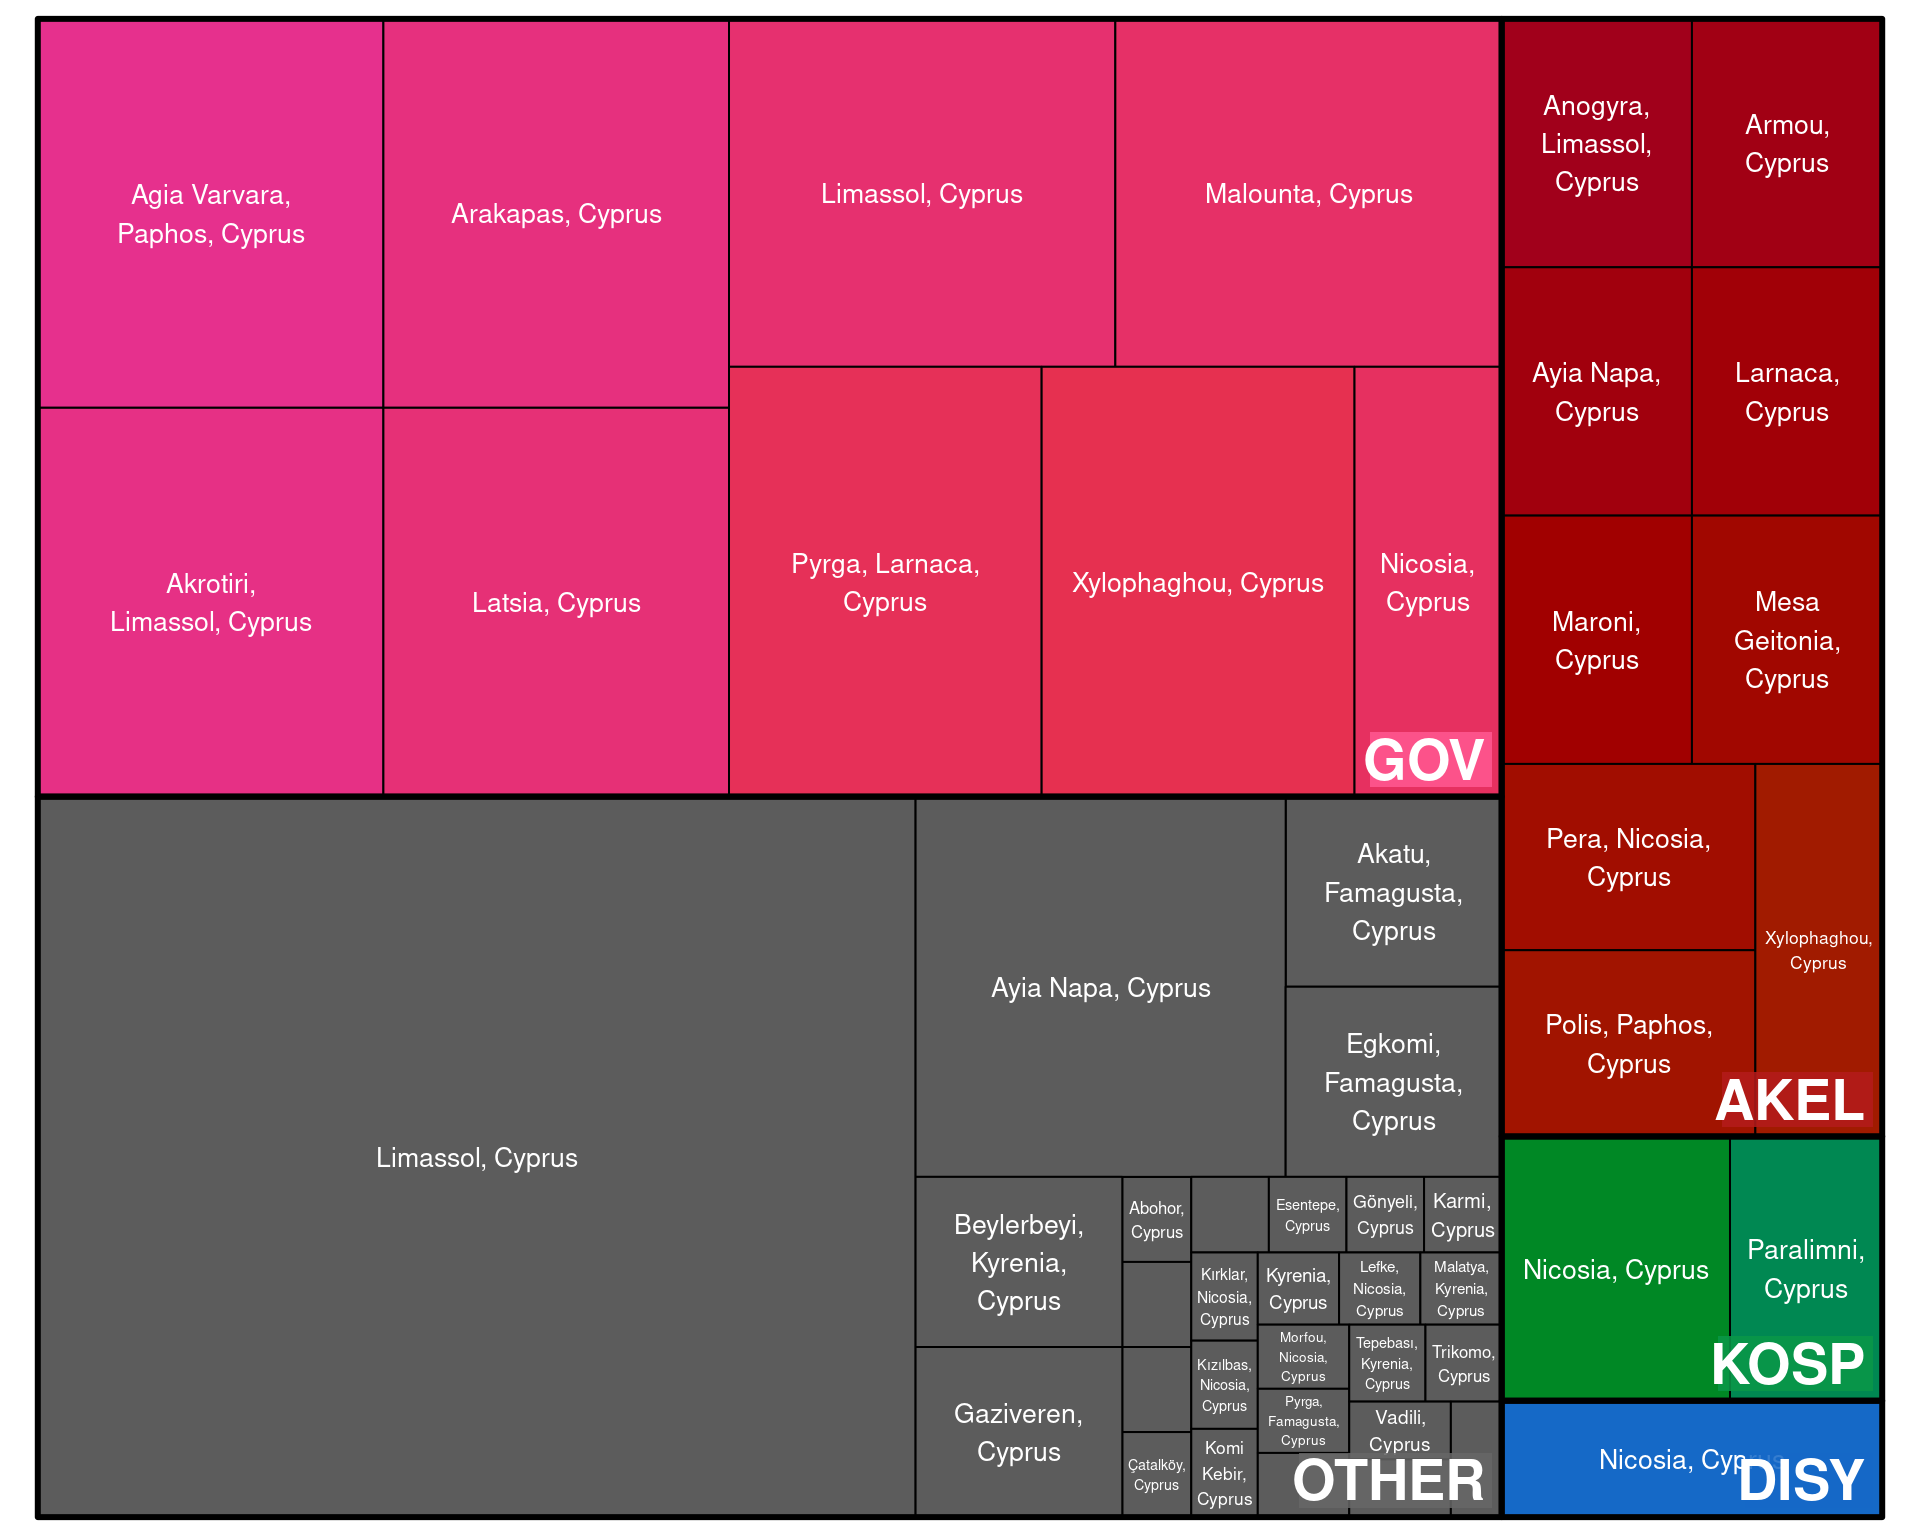 Agia Varvara,
Paphos, Cyprus
Arakapas, Cyprus
Limassol, Cyprus
Malounta, Cyprus
Akrotiri,
Limassol, Cyprus
Latsia, Cyprus
Pyrga, Larnaca,
Cyprus
Xylophaghou, Cyprus
Nicosia,
Cyprus
GOV
Anogyra,
Limassol,
Cyprus
Armou,
Cyprus
Ayia Napa,
Cyprus
Larnaca,
Cyprus
Maroni,
Cyprus
Mesa
Geitonia,
Cyprus
Pera, Nicosia,
Cyprus
Xylophaghou,
Cyprus
Polis, Paphos,
Cyprus
AKEL
Limassol, Cyprus
Ayia Napa, Cyprus
Akatu,
Famagusta,
Cyprus
Egkomi,
Famagusta,
Cyprus
Beylerbeyi,
Kyrenia,
Cyprus
Gaziveren,
Cyprus
Abohor,
Cyprus
Çatalköy,
Cyprus
Esentepe,
Cyprus
Gönyeli,
Cyprus
Karmi,
Cyprus
Kırklar,
Nicosia,
Cyprus
Kyrenia,
Cyprus
Lefke,
Nicosia,
Cyprus
Malatya,
Kyrenia,
Cyprus
Kızılbas,
Nicosia,
Cyprus
Morfou,
Nicosia,
Cyprus
Tepebası,
Kyrenia,
Cyprus
Trikomo,
Cyprus
Pyrga,
Famagusta,
Cyprus
Vadili,
Cyprus
Komi
Kebir,
Cyprus
OTHER
Nicosia, Cyprus
Paralimni,
Cyprus
KOSP
Nicosia, Cyprus
DISY